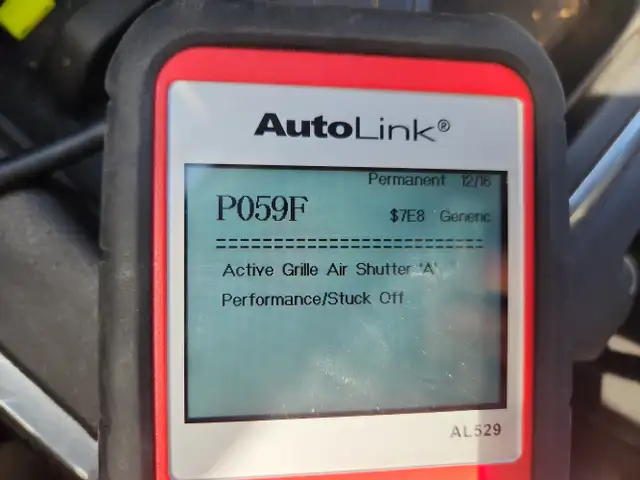 AutoLink®
Permanent 12/16
P059F
$7E8 Generic
==============================
Active Grille Air Shutter 'A'
Performance/Stuck Off
AL529